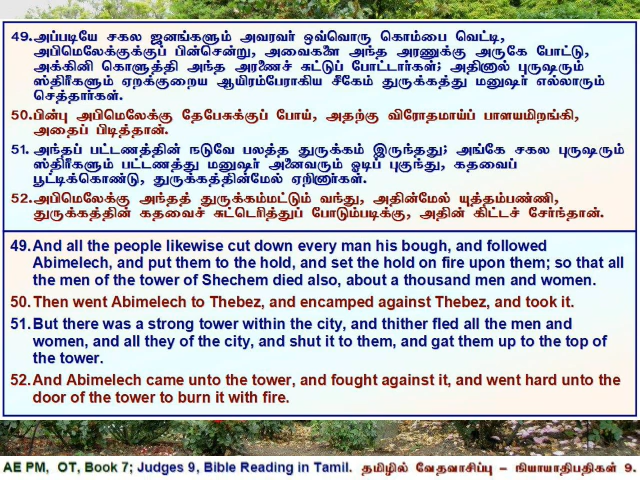 49.அப்படியே சகல ஜனங்களும் அவரவர் ஒவ்வொரு கொம்பை வெட்டி,
அபிமெலேக்குக்குப் பின்சென்று, அவைகளை அந்த அரணுக்கு அருகே போட்டு,
அக்கினி கொளுத்தி அந்த அரணைச் சுட்டுப் போட்டார்கள்; அதினால் புருஷரும்
ஸ்திரீகளும் ஏறக்குறைய ஆயிரம்பேராகிய சீகேம் துருக்கத்து மனுஷர் எல்லாரும்
செத்தார்கள்.
50.பின்பு அபிமெலேக்கு தேபேசுக்குப் போய், அதற்கு விரோதமாய்ப் பாளயமிறங்கி,
அதைப் பிடித்தான்.
51. அந்தப் பட்டணத்தின் நடுவே பலத்த துருக்கம் இருந்தது; அங்கே சகல புருஷரும்
ஸ்திரீகளும் பட்டணத்து மனுஷர் அனைவரும் ஓடிப் புகுந்து, கதவைப்
பூட்டிக்கொண்டு, துருக்கத்தின்மேல் ஏறினார்கள்.
52.அபிமெலேக்கு அந்தத் துருக்கம்மட்டும் வந்து, அதின்மேல் யுத்தம்பண்ணி,
துருக்கத்தின் கதவைச் சுட்டெரித்துப் போடும்படிக்கு, அதின் கிட்டச் சேர்ந்தான்.
49.And all the people likewise cut down every man his bough, and followed
Abimelech, and put them to the hold, and set the hold on fire upon them; so that all
the men of the tower of Shechem died also, about a thousand men and women.
50.Then went Abimelech to Thebez, and encamped against Thebez, and took it.
51.But there was a strong tower within the city, and thither fled all the men and
women, and all they of the city, and shut it to them, and gat them up to the top of
the tower.
52.And Abimelech came unto the tower, and fought against it, and went hard unto the
door of the tower to burn it with fire.
AE PM, OT, Book 7; Judges 9, Bible Reading in Tamil. தமிழில் வேதவாசிப்பு – நியாயாதிபதிகள் 9.